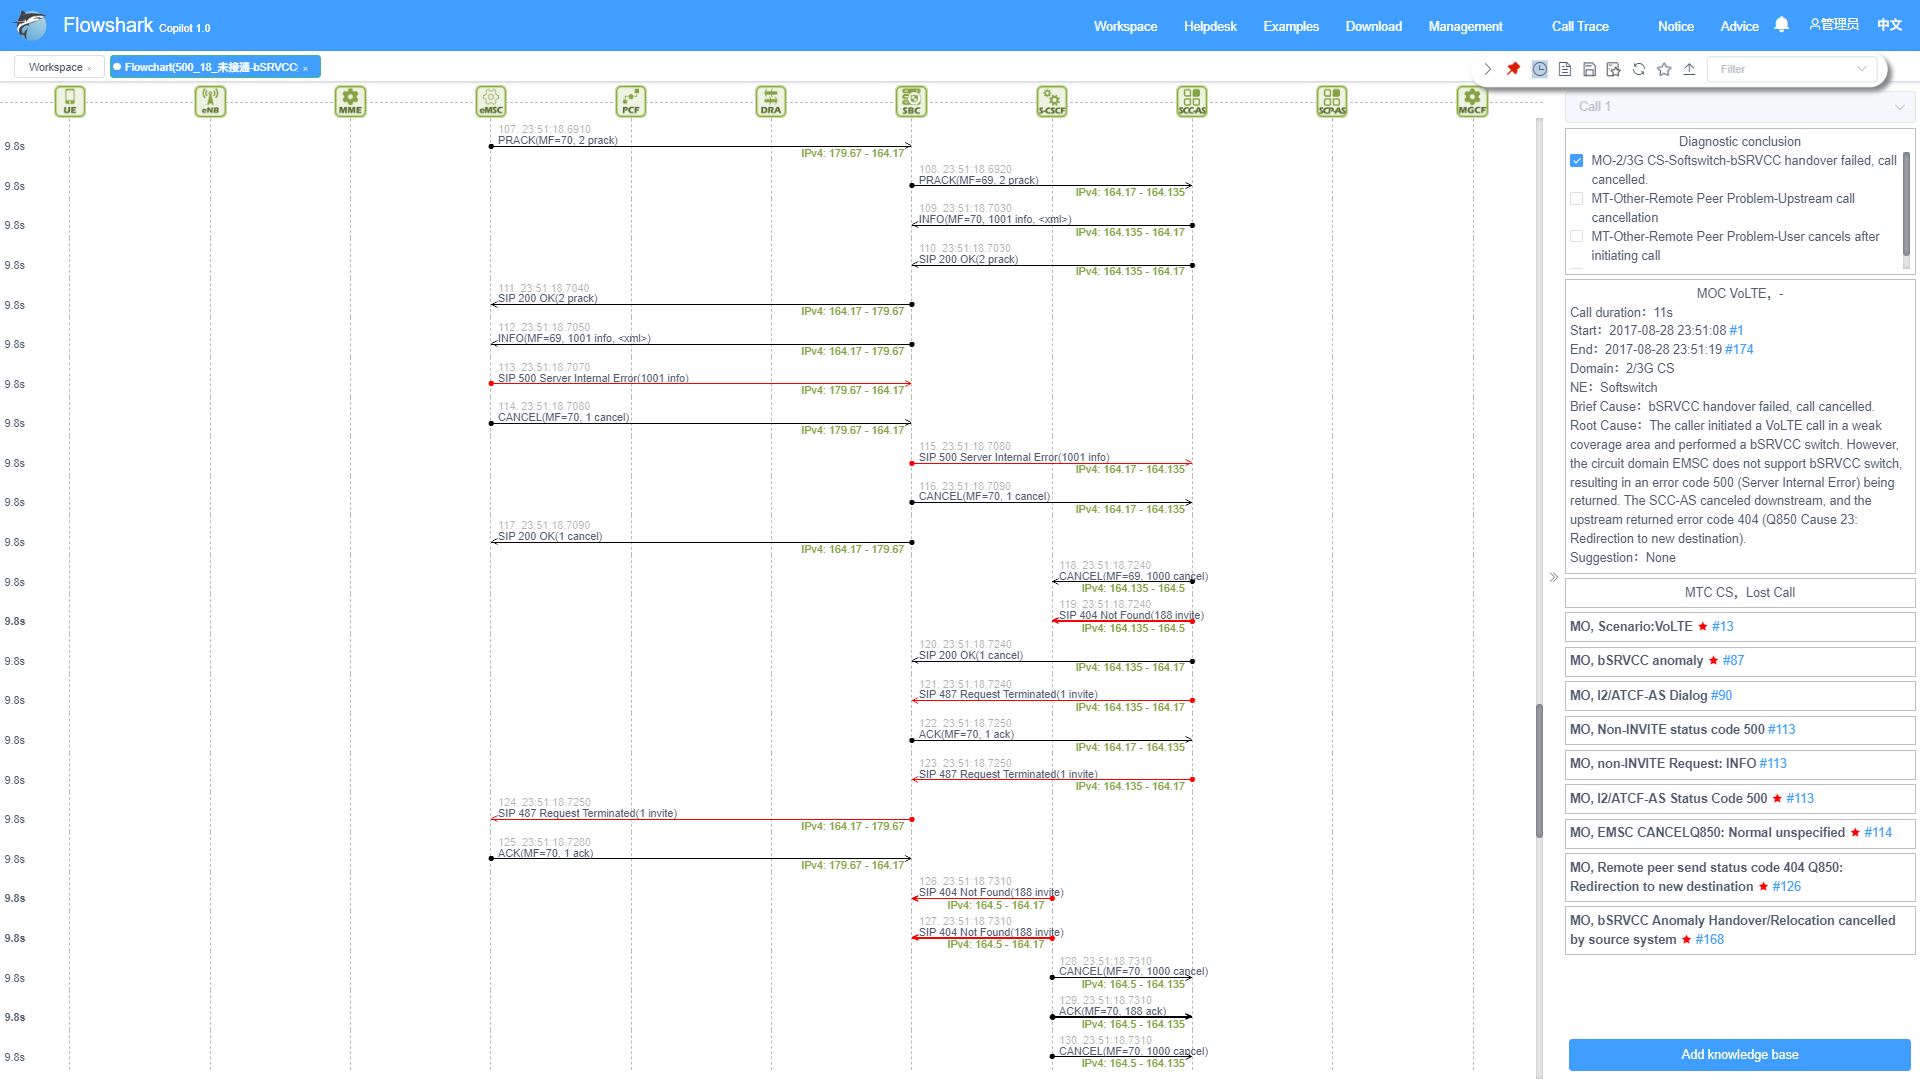 Flowshark Copilot 1.0
Workspace Helpdesk Examples Download Management Call Trace Notice Advice 管理员 中文
Workspace ×
Flowchart(500_18_未接通-bSRVCC ×
Filter
UE eNB MME eMSC PCF DRA SBC S-CSCF SCC-AS SCP-AS MGCF
9.8s
107. 23:51:18.6910
PRACK(MF=70, 2 prack)
IPv4: 179.67 - 164.17
9.8s
108. 23:51:18.6920
PRACK(MF=69, 2 prack)
IPv4: 164.17 - 164.135
9.8s
109. 23:51:18.7030
INFO(MF=70, 1001 info, <xml>)
IPv4: 164.135 - 164.17
9.8s
110. 23:51:18.7030
SIP 200 OK(2 prack)
IPv4: 164.135 - 164.17
9.8s
111. 23:51:18.7040
SIP 200 OK(2 prack)
IPv4: 164.17 - 179.67
9.8s
112. 23:51:18.7050
INFO(MF=69, 1001 info, <xml>)
IPv4: 164.17 - 179.67
9.8s
113. 23:51:18.7070
SIP 500 Server Internal Error(1001 info)
IPv4: 179.67 - 164.17
9.8s
114. 23:51:18.7080
CANCEL(MF=70, 1 cancel)
IPv4: 179.67 - 164.17
9.8s
115. 23:51:18.7080
SIP 500 Server Internal Error(1001 info)
IPv4: 164.17 - 164.135
9.8s
116. 23:51:18.7090
CANCEL(MF=70, 1 cancel)
IPv4: 164.17 - 164.135
9.8s
117. 23:51:18.7090
SIP 200 OK(1 cancel)
IPv4: 164.17 - 179.67
9.8s
118. 23:51:18.7240
CANCEL(MF=69, 1000 cancel)
IPv4: 164.135 - 164.5
9.8s
119. 23:51:18.7240
SIP 404 Not Found(188 invite)
IPv4: 164.135 - 164.5
9.8s
120. 23:51:18.7240
SIP 200 OK(1 cancel)
IPv4: 164.135 - 164.17
9.8s
121. 23:51:18.7240
SIP 487 Request Terminated(1 invite)
IPv4: 164.135 - 164.17
9.8s
122. 23:51:18.7250
ACK(MF=70, 1 ack)
IPv4: 164.17 - 164.135
9.8s
123. 23:51:18.7250
SIP 487 Request Terminated(1 invite)
IPv4: 164.135 - 164.17
9.8s
124. 23:51:18.7250
SIP 487 Request Terminated(1 invite)
IPv4: 164.17 - 179.67
9.8s
125. 23:51:18.7280
ACK(MF=70, 1 ack)
IPv4: 179.67 - 164.17
9.8s
126. 23:51:18.7310
SIP 404 Not Found(188 invite)
IPv4: 164.5 - 164.17
9.8s
127. 23:51:18.7310
SIP 404 Not Found(188 invite)
IPv4: 164.5 - 164.17
9.8s
128. 23:51:18.7310
CANCEL(MF=70, 1000 cancel)
IPv4: 164.5 - 164.135
9.8s
129. 23:51:18.7310
ACK(MF=70, 188 ack)
IPv4: 164.5 - 164.135
9.8s
130. 23:51:18.7310
CANCEL(MF=70, 1000 cancel)
IPv4: 164.5 - 164.135
Call 1
Diagnostic conclusion
MO-2/3G CS-Softswitch-bSRVCC handover failed, call
cancelled.
MT-Other-Remote Peer Problem-Upstream call
cancellation
MT-Other-Remote Peer Problem-User cancels after
initiating call
MOC VoLTE， -
Call duration：11s
Start：2017-08-28 23:51:08 #1
End：2017-08-28 23:51:19 #174
Domain：2/3G CS
NE：Softswitch
Brief Cause：bSRVCC handover failed, call cancelled.
Root Cause：The caller initiated a VoLTE call in a weak
coverage area and performed a bSRVCC switch. However,
the circuit domain EMSC does not support bSRVCC switch,
resulting in an error code 500 (Server Internal Error) being
returned. The SCC-AS canceled downstream, and the
upstream returned error code 404 (Q850 Cause 23:
Redirection to new destination).
Suggestion：None
MTC CS，Lost Call
MO, Scenario:VoLTE ★ #13
MO, bSRVCC anomaly ★ #87
MO, I2/ATCF-AS Dialog #90
MO, Non-INVITE status code 500 #113
MO, non-INVITE Request: INFO #113
MO, I2/ATCF-AS Status Code 500 ★ #113
MO, EMSC CANCELQ850: Normal unspecified ★ #114
MO, Remote peer send status code 404 Q850:
Redirection to new destination ★ #126
MO, bSRVCC Anomaly Handover/Relocation cancelled
by source system ★ #168
Add knowledge base